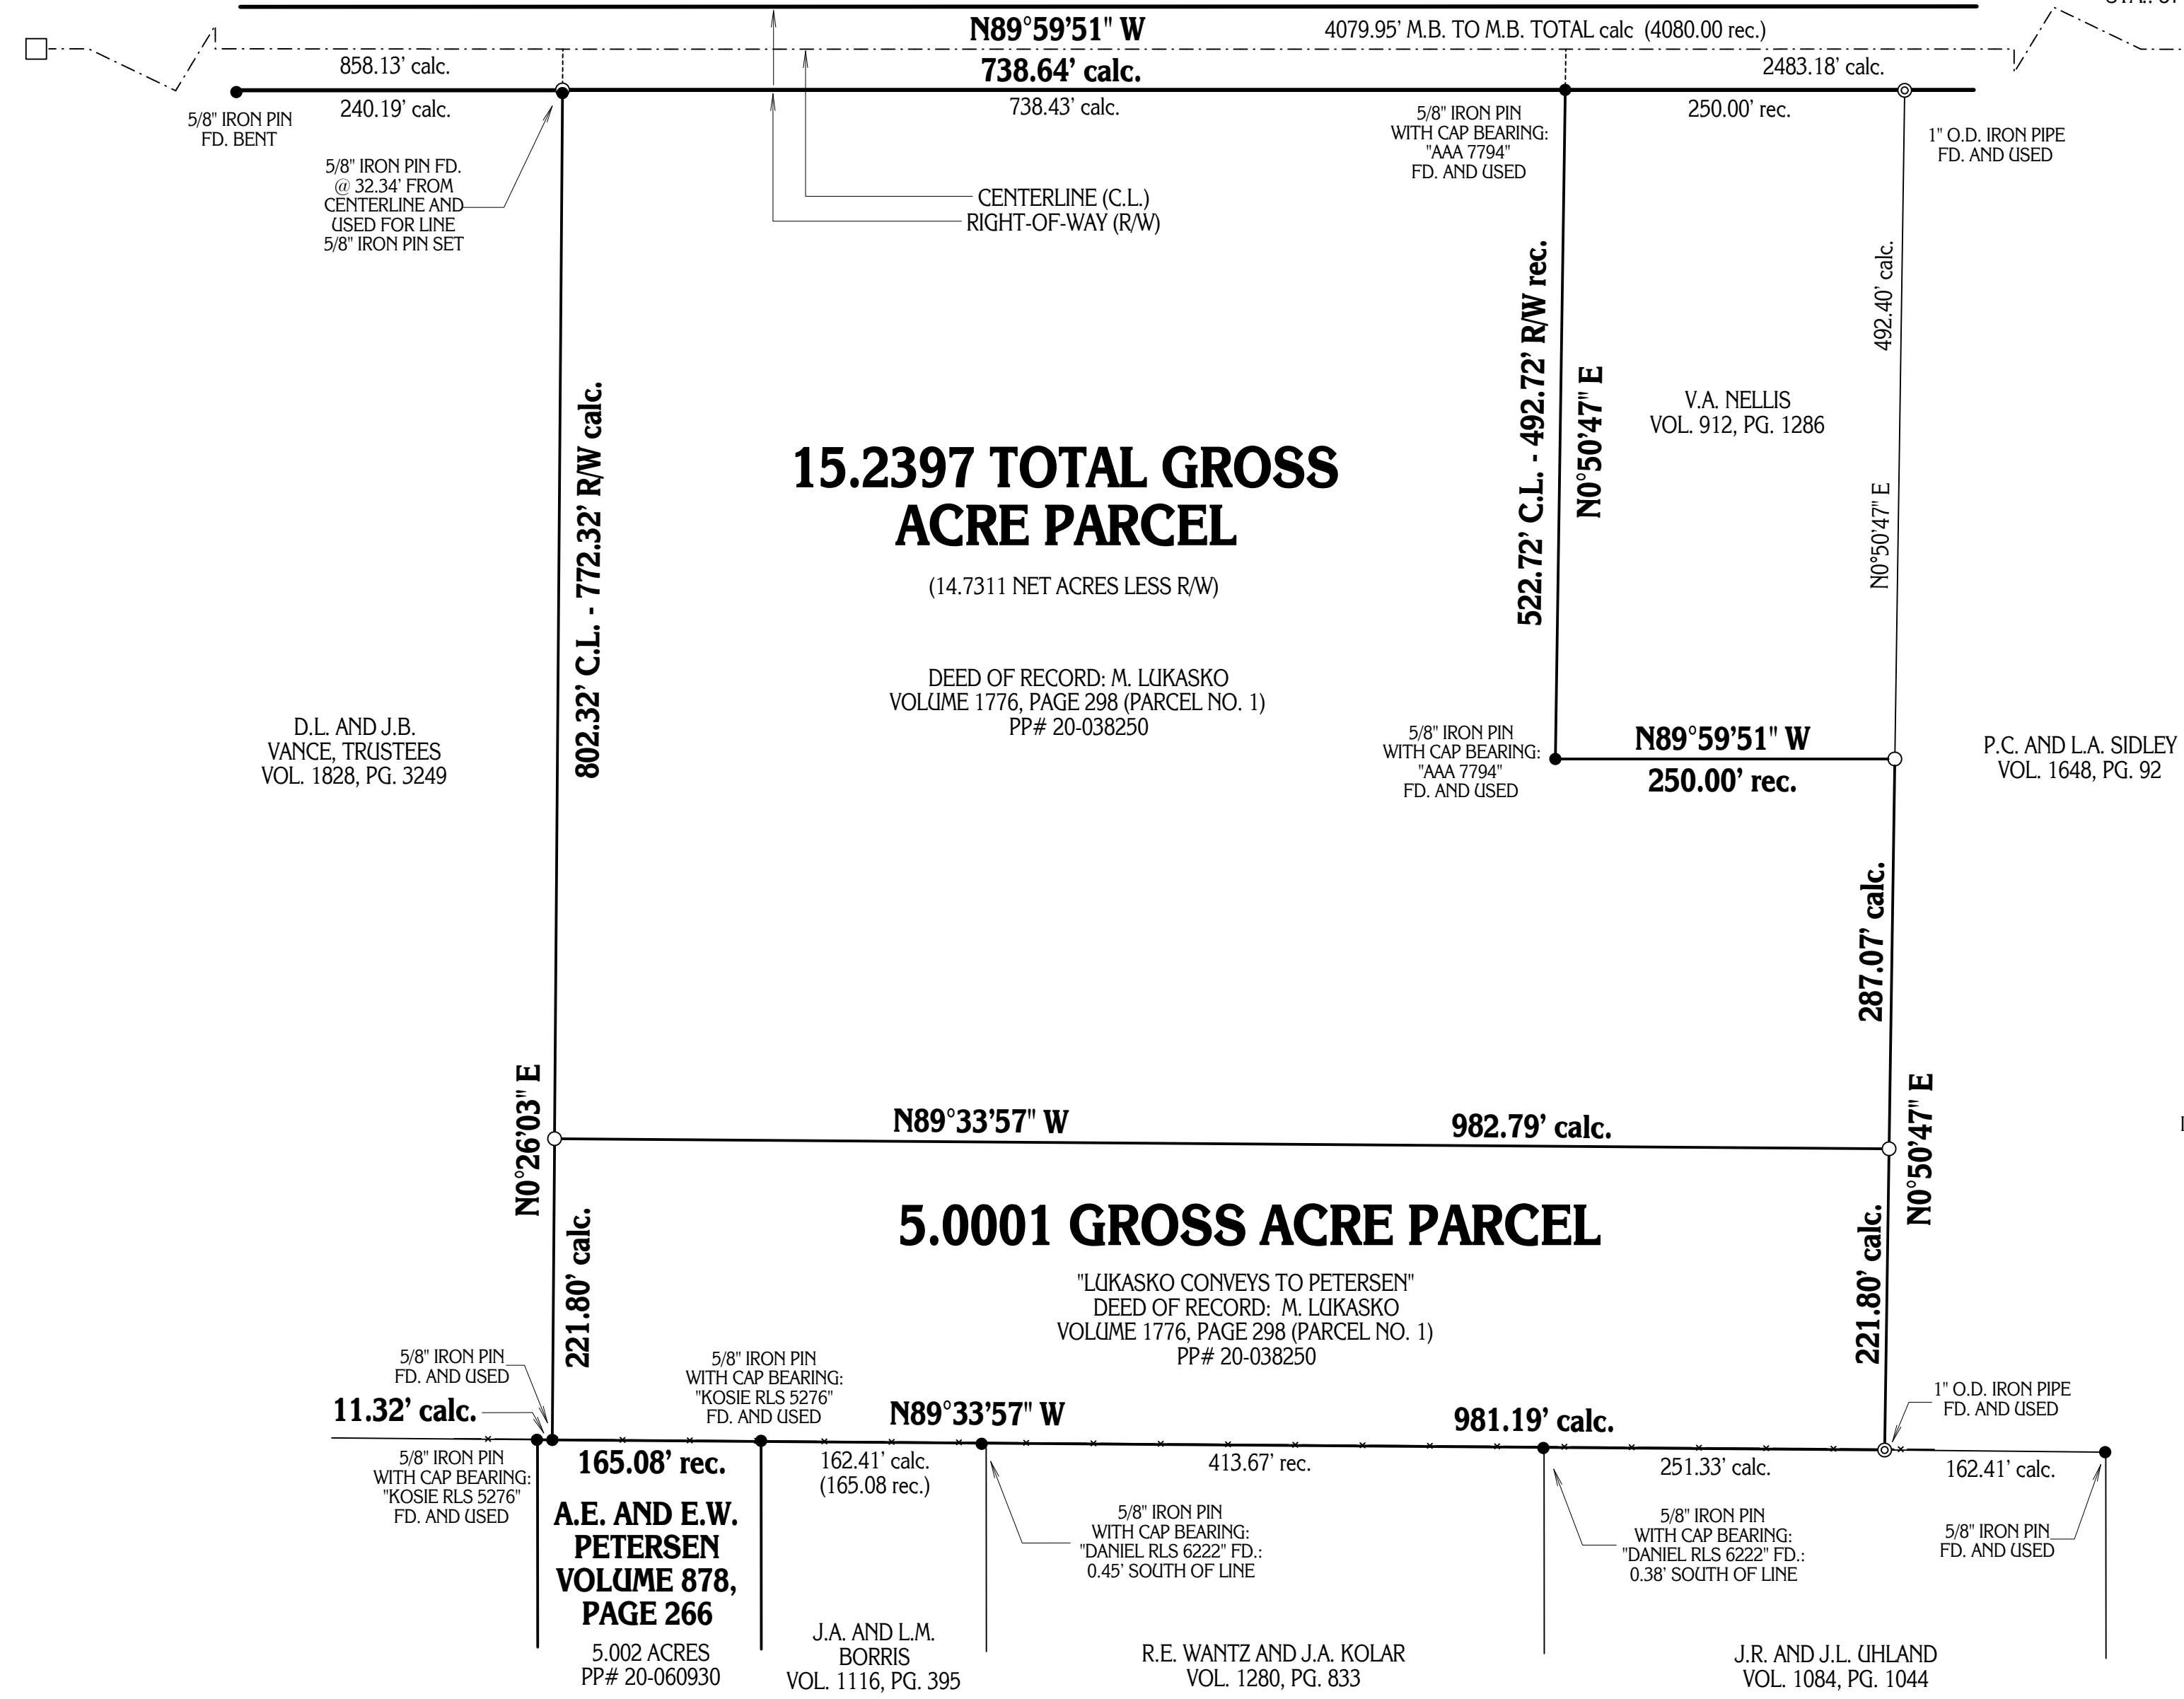 N89°59'51" W
4079.95' M.B. TO M.B. TOTAL calc (4080.00 rec.)
858.13' calc.
738.64' calc.
2483.18' calc.
240.19' calc.
738.43' calc.
250.00' rec.
5/8" IRON PIN
FD. BENT
5/8" IRON PIN FD.
@ 32.34' FROM
CENTERLINE AND
USED FOR LINE
5/8" IRON PIN SET
CENTERLINE (C.L.)
RIGHT-OF-WAY (R/W)
5/8" IRON PIN
WITH CAP BEARING:
"AAA 7794"
FD. AND USED
1" O.D. IRON PIPE
FD. AND USED
802.32' C.L. - 772.32' R/W calc.
522.72' C.L. - 492.72' R/W rec.
N0°50'47" E
492.40' calc.
N0°50'47" E
V.A. NELLIS
VOL. 912, PG. 1286
15.2397 TOTAL GROSS
ACRE PARCEL
(14.7311 NET ACRES LESS R/W)
DEED OF RECORD: M. LUKASKO
VOLUME 1776, PAGE 298 (PARCEL NO. 1)
PP# 20-038250
D.L. AND J.B.
VANCE, TRUSTEES
VOL. 1828, PG. 3249
5/8" IRON PIN
WITH CAP BEARING:
"AAA 7794"
FD. AND USED
N89°59'51" W
250.00' rec.
P.C. AND L.A. SIDLEY
VOL. 1648, PG. 92
287.07' calc.
N0°26'03" E
N89°33'57" W
982.79' calc.
N0°50'47" E
5.0001 GROSS ACRE PARCEL
"LUKASKO CONVEYS TO PETERSEN"
DEED OF RECORD: M. LUKASKO
VOLUME 1776, PAGE 298 (PARCEL NO. 1)
PP# 20-038250
221.80' calc.
221.80' calc.
5/8" IRON PIN
FD. AND USED
11.32' calc.
5/8" IRON PIN
WITH CAP BEARING:
"KOSIE RLS 5276"
FD. AND USED
5/8" IRON PIN
WITH CAP BEARING:
"KOSIE RLS 5276"
FD. AND USED
N89°33'57" W
981.19' calc.
1" O.D. IRON PIPE
FD. AND USED
165.08' rec.
162.41' calc.
(165.08 rec.)
413.67' rec.
251.33' calc.
162.41' calc.
A.E. AND E.W.
PETERSEN
VOLUME 878,
PAGE 266
5.002 ACRES
PP# 20-060930
5/8" IRON PIN
WITH CAP BEARING:
"DANIEL RLS 6222" FD.:
0.45' SOUTH OF LINE
5/8" IRON PIN
WITH CAP BEARING:
"DANIEL RLS 6222" FD.:
0.38' SOUTH OF LINE
5/8" IRON PIN
FD. AND USED
J.A. AND L.M.
BORRIS
VOL. 1116, PG. 395
R.E. WANTZ AND J.A. KOLAR
VOL. 1280, PG. 833
J.R. AND J.L. UHLAND
VOL. 1084, PG. 1044